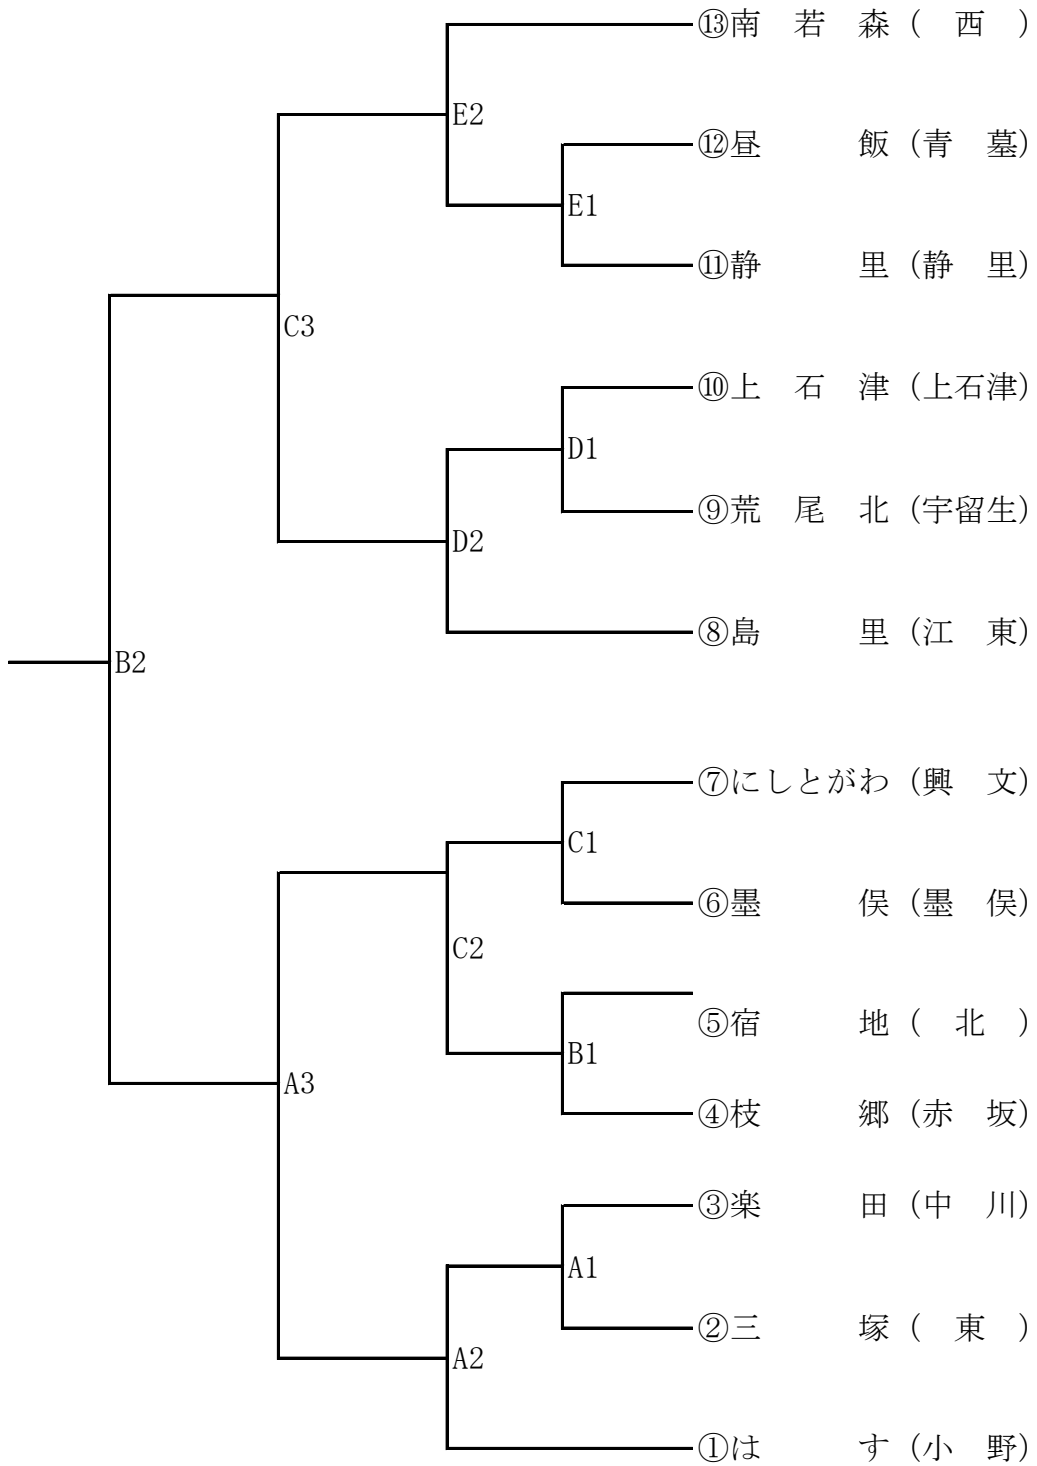 ⑬南　若　森（　西　）
E2
⑫昼　　　飯（青　墓）
E1
⑪静　　　里（静　里）
C3
⑩上　石　津（上石津）
D1
⑨荒　尾　北（宇留生）
D2
⑧島　　　里（江　東）
B2
⑦にしとがわ（興　文）
C1
⑥墨　　　俣（墨　俣）
C2
⑤宿　　　地（　北　）
B1
A3
④枝　　　郷（赤　坂）
③楽　　　田（中　川）
A1
②三　　　塚（　東　）
A2
①は　　　す（小　野）